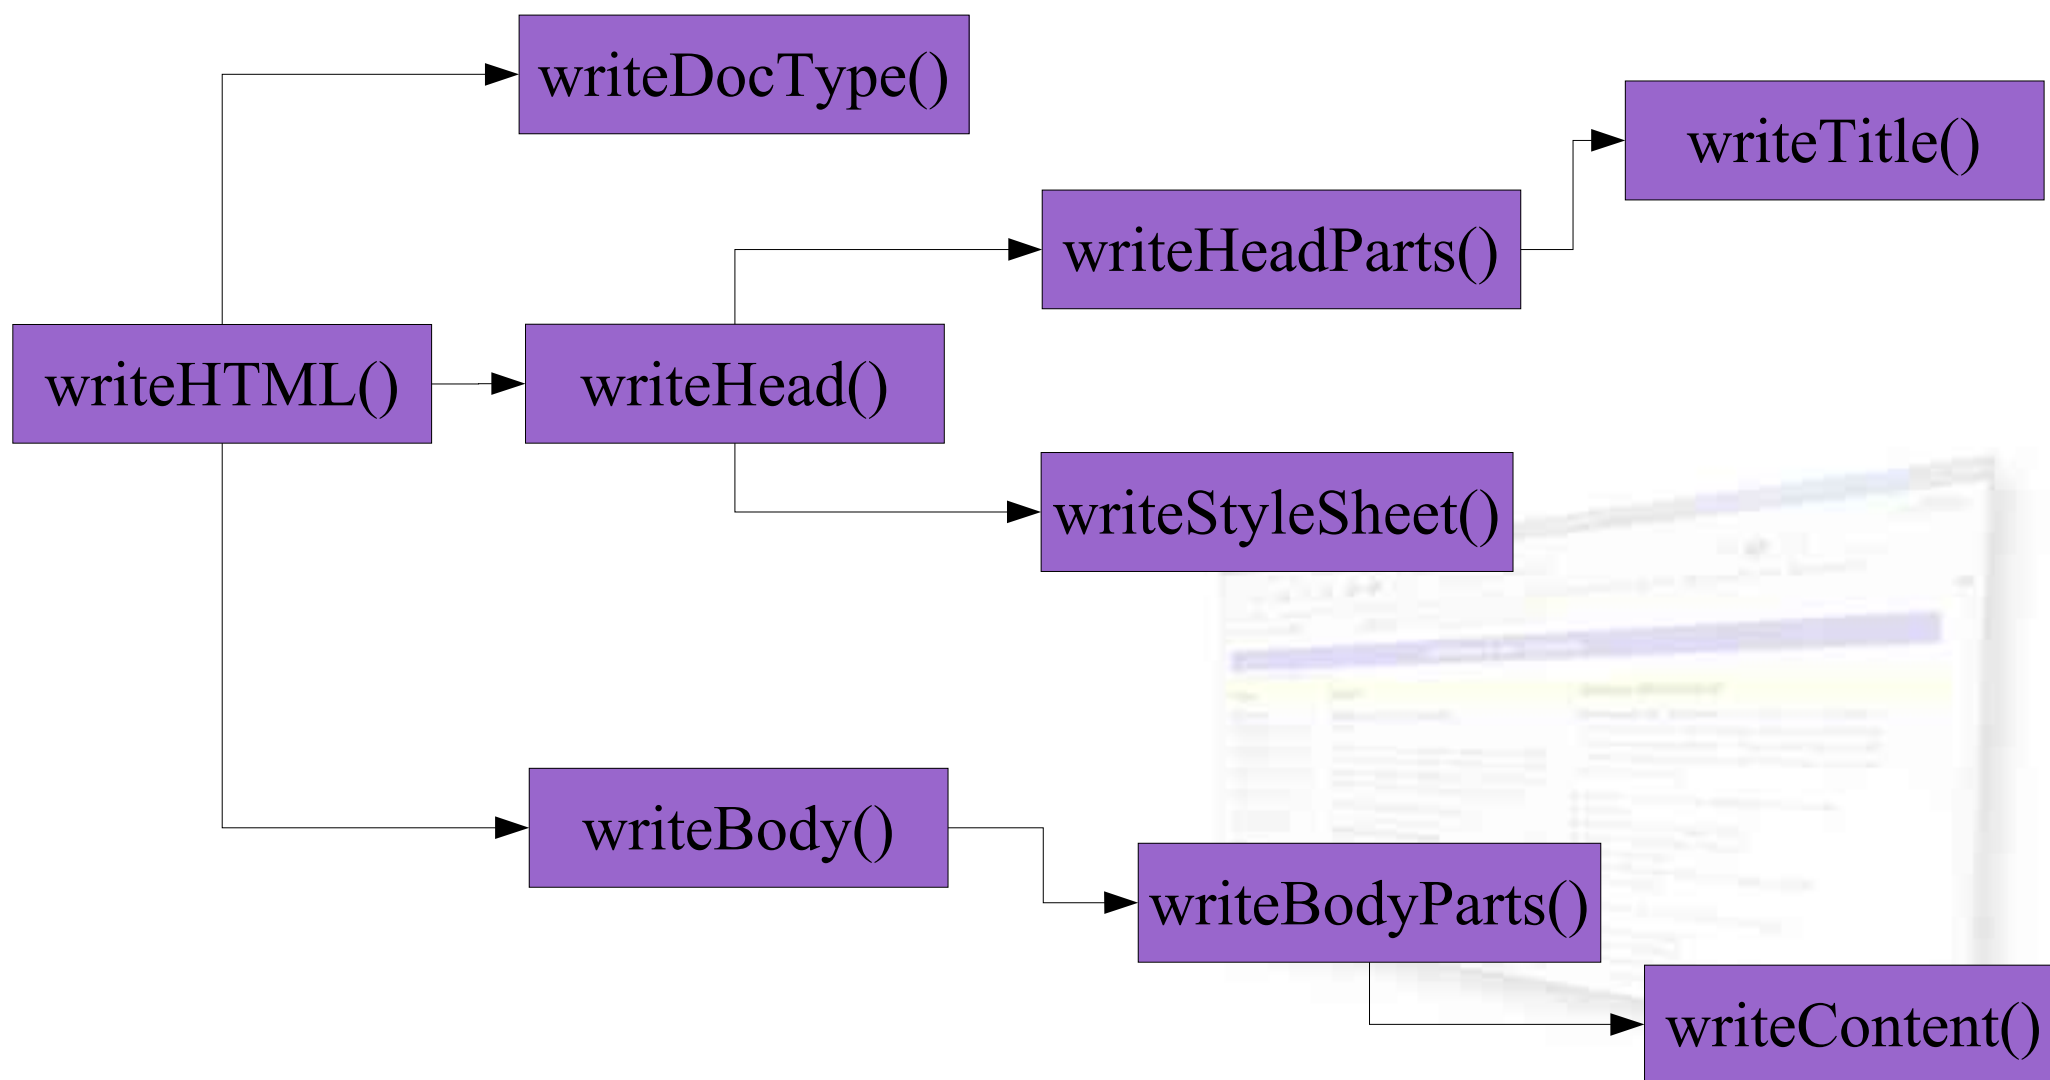 writeDocType()
writeTitle()
writeHeadParts()
writeHTML()
writeHead()
writeStyleSheet()
writeBody()
writeBodyParts()
writeContent()